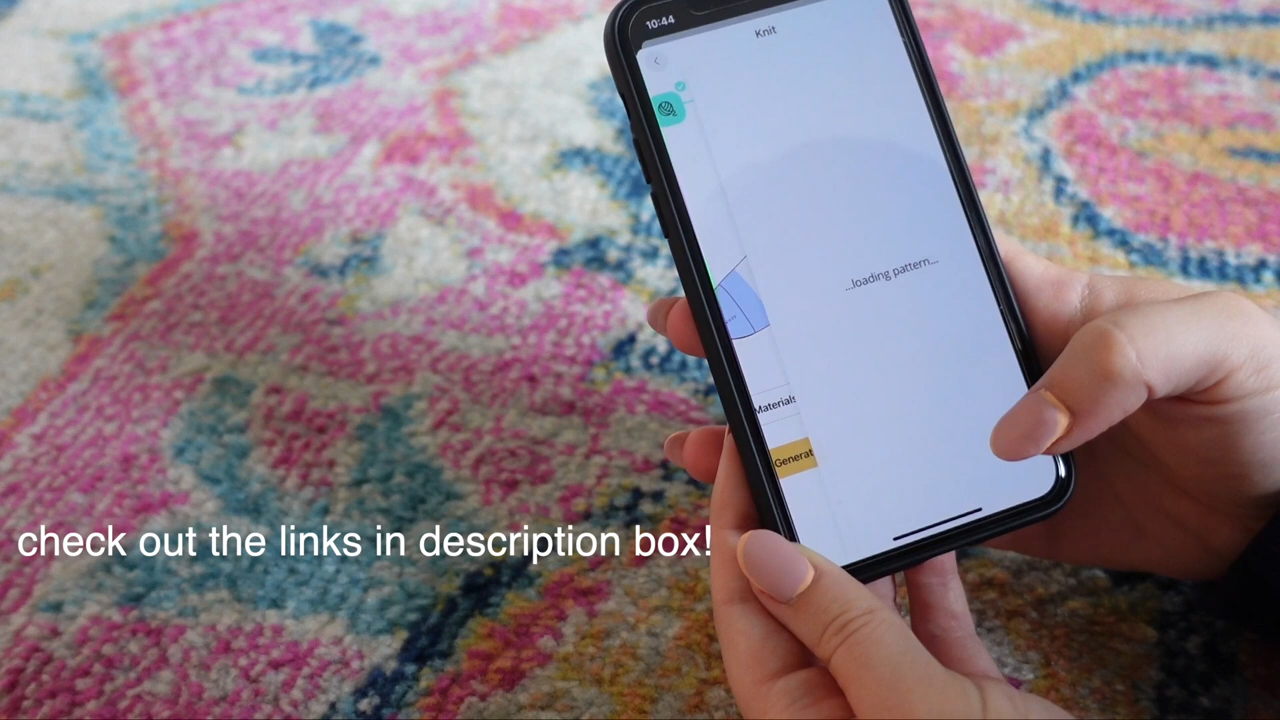 10:44
Knit
...loading pattern...
Materials
Generat
check out the links in description box!